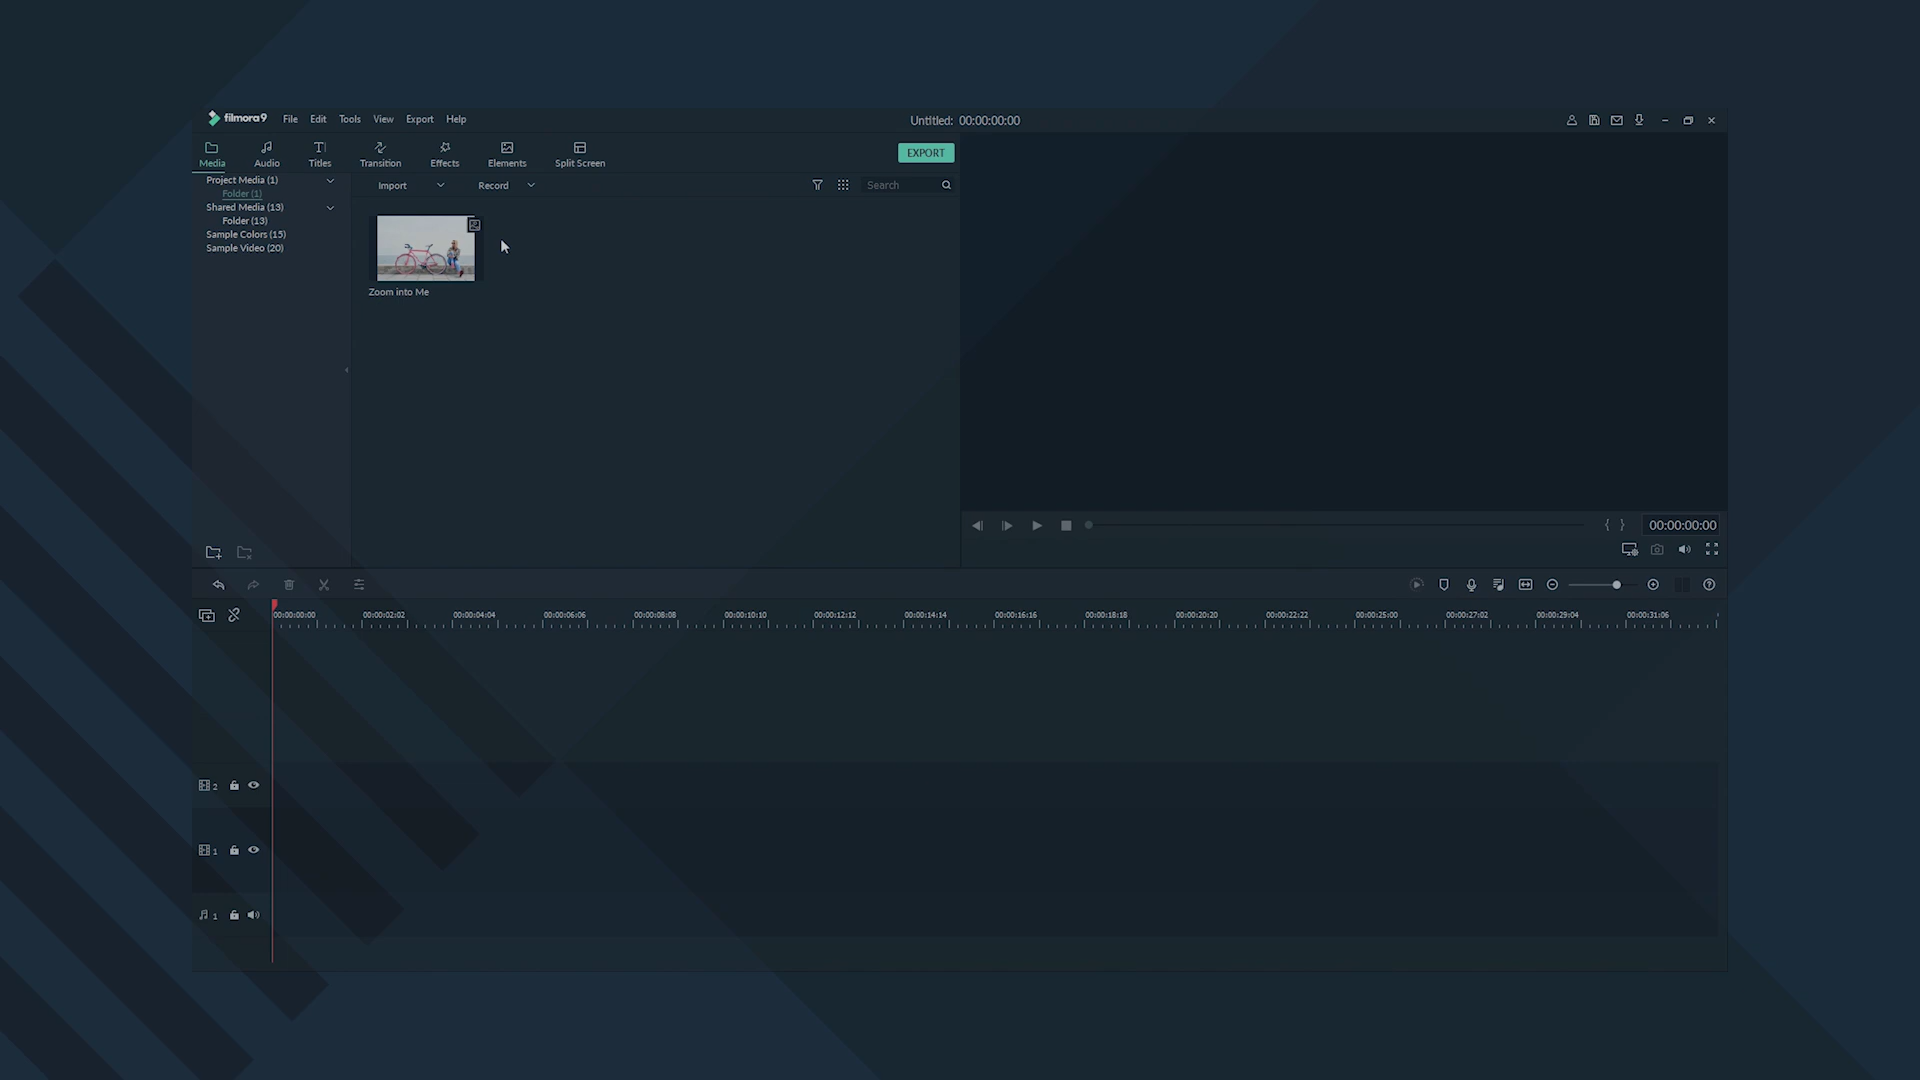 filmora9 File Edit Tools View Export Help Untitled: 00:00:00:00
Media Audio Titles Transition Effects Elements Split Screen EXPORT
Project Media (1)
Folder (1)
Shared Media (13)
Folder (13)
Sample Colors (15)
Sample Video (20)
Import Record Search
Zoom into Me
{ } 00:00:00:00
00:00:00:00 00:00:02:02 00:00:04:04 00:00:06:06 00:00:08:08 00:00:10:10 00:00:12:12 00:00:14:14 00:00:16:16 00:00:18:18 00:00:20:20 00:00:22:22 00:00:25:00 00:00:27:02 00:00:29:04 00:00:31:06
2
1
1